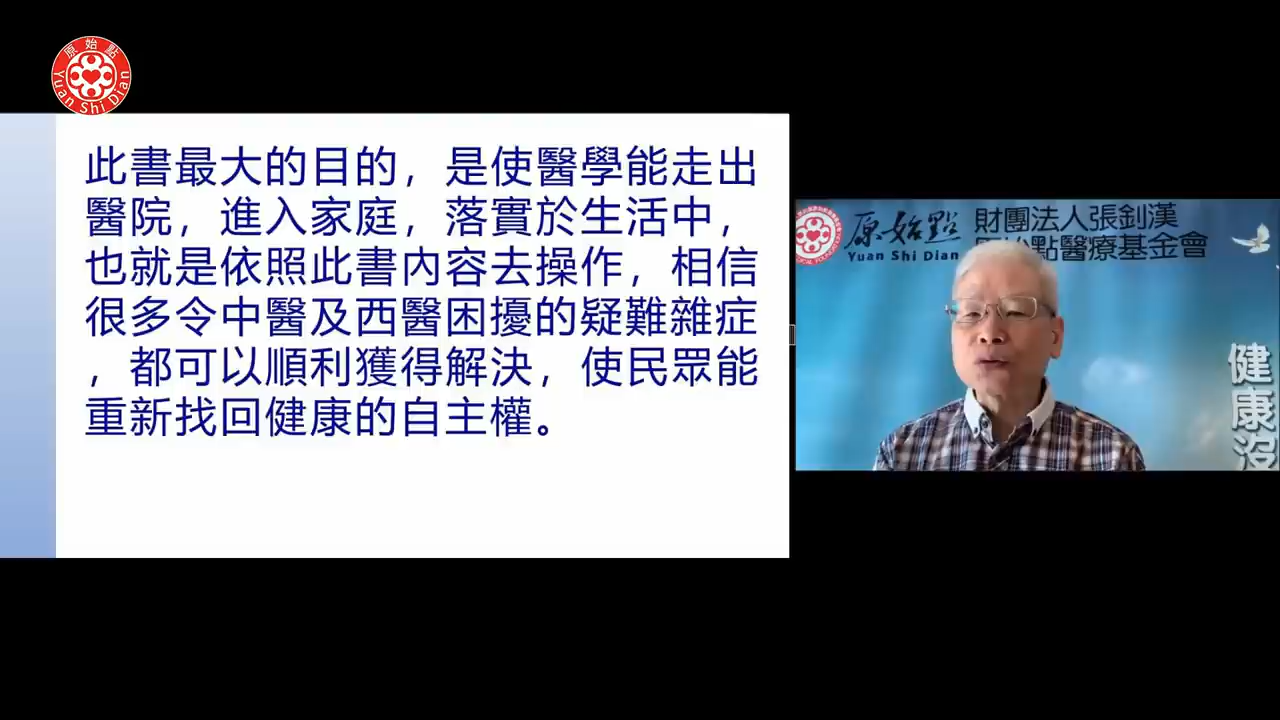 原始點
Yuan Shi Dian
此書最大的目的，是使醫學能走出
醫院，進入家庭，落實於生活中，
也就是依照此書內容去操作，相信
很多令中醫及西醫困擾的疑難雜症
，都可以順利獲得解決，使民眾能
重新找回健康的自主權。
原始點
Yuan Shi Dian
財團法人張釗漢
點醫療基金會
健康沒